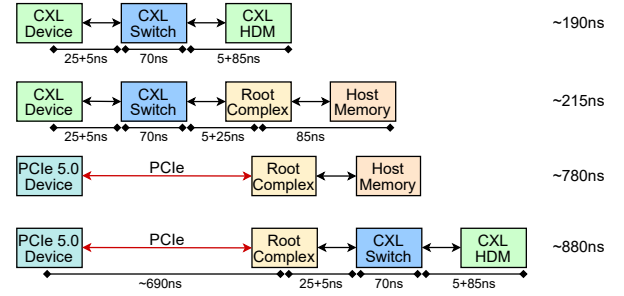 CXL Device
CXL Switch
CXL HDM
~190ns
25+5ns
70ns
5+85ns
CXL Device
CXL Switch
Root Complex
Host Memory
~215ns
25+5ns
70ns
5+25ns
85ns
PCIe 5.0 Device
PCIe
Root Complex
Host Memory
~780ns
PCIe 5.0 Device
PCIe
Root Complex
CXL Switch
CXL HDM
~880ns
~690ns
25+5ns
70ns
5+85ns